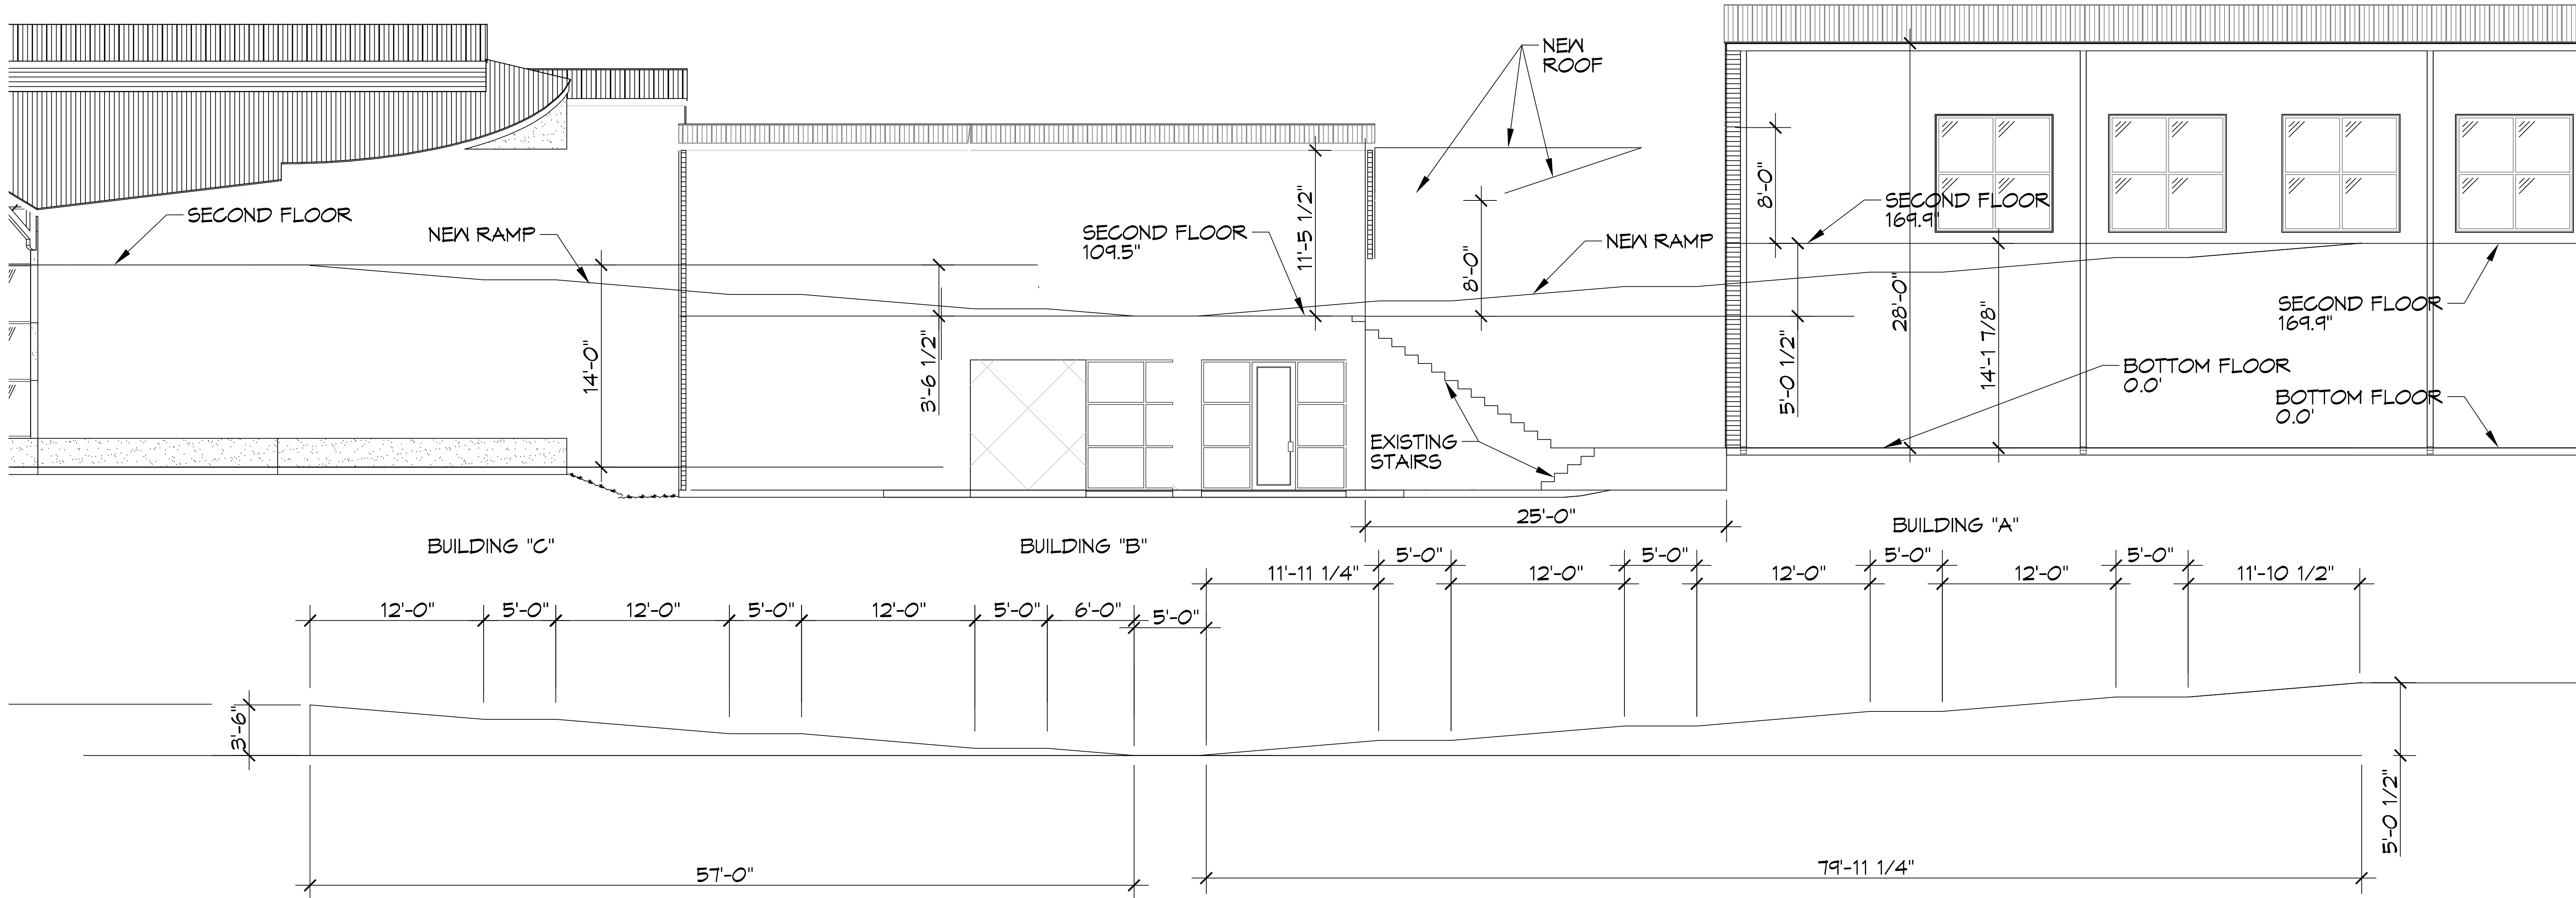 NEW
ROOF
8'-0"
SECOND FLOOR
169.9"
SECOND FLOOR
NEW RAMP
SECOND FLOOR
109.5"
11'-5 1/2"
8'-0"
NEW RAMP
28'-0"
14'-1 7/8"
SECOND FLOOR
169.9"
14'-0"
3'-6 1/2"
5'-0 1/2"
BOTTOM FLOOR
0.0'
BOTTOM FLOOR
0.0'
EXISTING
STAIRS
25'-0"
BUILDING "C"
BUILDING "B"
BUILDING "A"
5'-0"
5'-0"
5'-0"
5'-0"
11'-11 1/4"
12'-0"
12'-0"
12'-0"
11'-10 1/2"
12'-0"
5'-0"
12'-0"
5'-0"
12'-0"
5'-0"
6'-0"
5'-0"
3'-6"
5'-0 1/2"
57'-0"
79'-11 1/4"